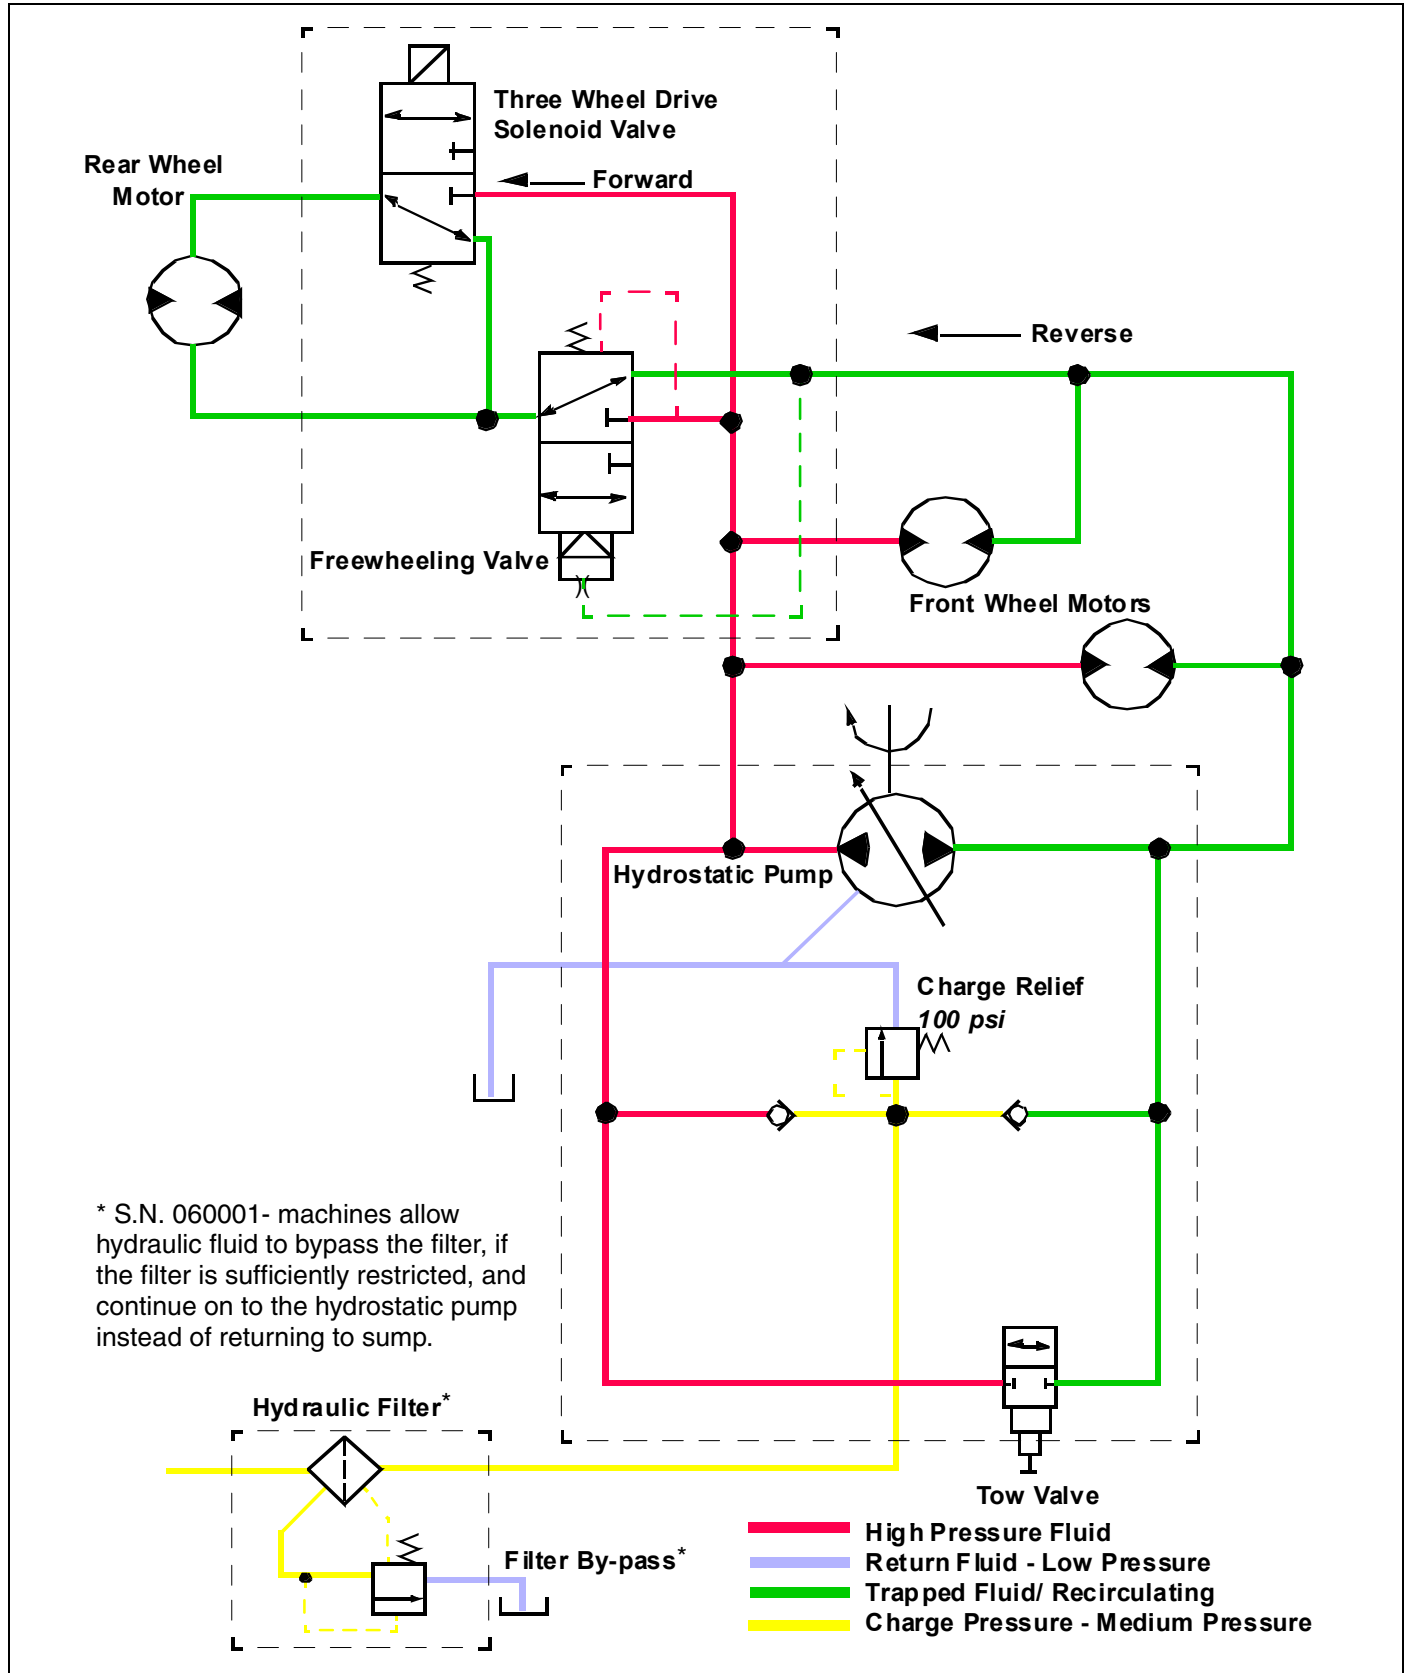 Three Wheel Drive
Solenoid Valve
Rear Wheel
Motor
Forward
Reverse
Freewheeling Valve
Front Wheel Motors
Hydrostatic Pump
Charge Relief
100 psi
* S.N. 060001- machines allow
hydraulic fluid to bypass the filter, if
the filter is sufficiently restricted, and
continue on to the hydrostatic pump
instead of returning to sump.
Hydraulic Filter*
Tow Valve
Filter By-pass*
High Pressure Fluid
Return Fluid - Low Pressure
Trapped Fluid/ Recirculating
Charge Pressure - Medium Pressure